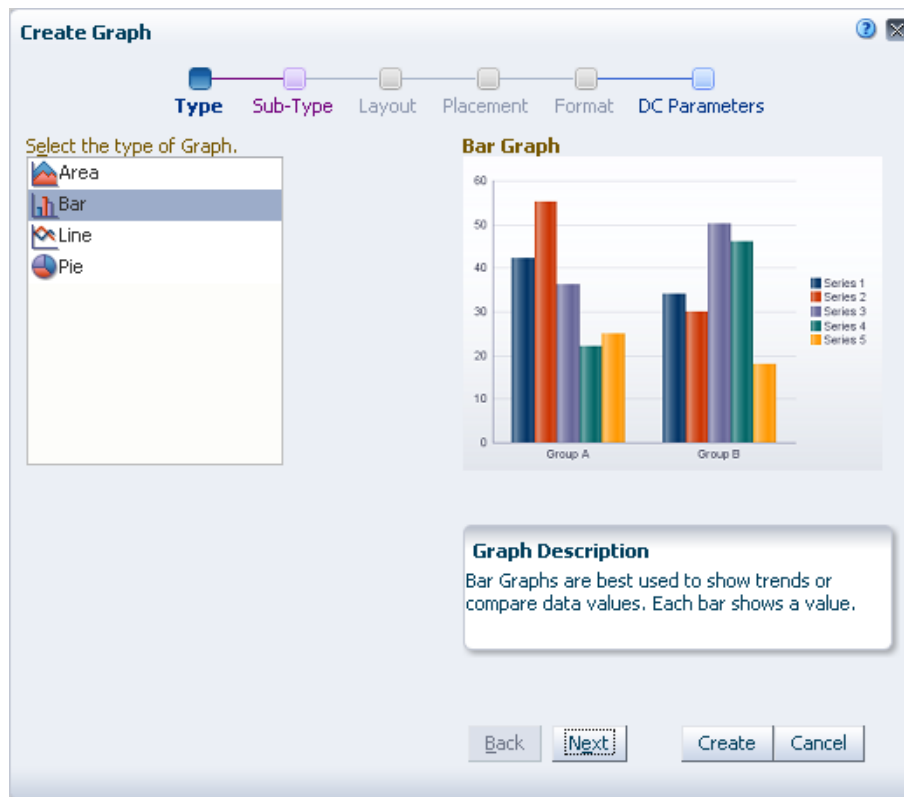 Create Graph
Type
Sub-Type
Layout
Placement
Format
DC Parameters
Select the type of Graph.
Area
Bar
Line
Pie
Bar Graph
60
50
40
30
20
10
0
Group A
Group B
Series 1
Series 2
Series 3
Series 4
Series 5
Graph Description
Bar Graphs are best used to show trends or
compare data values. Each bar shows a value.
Back
Next
Create
Cancel